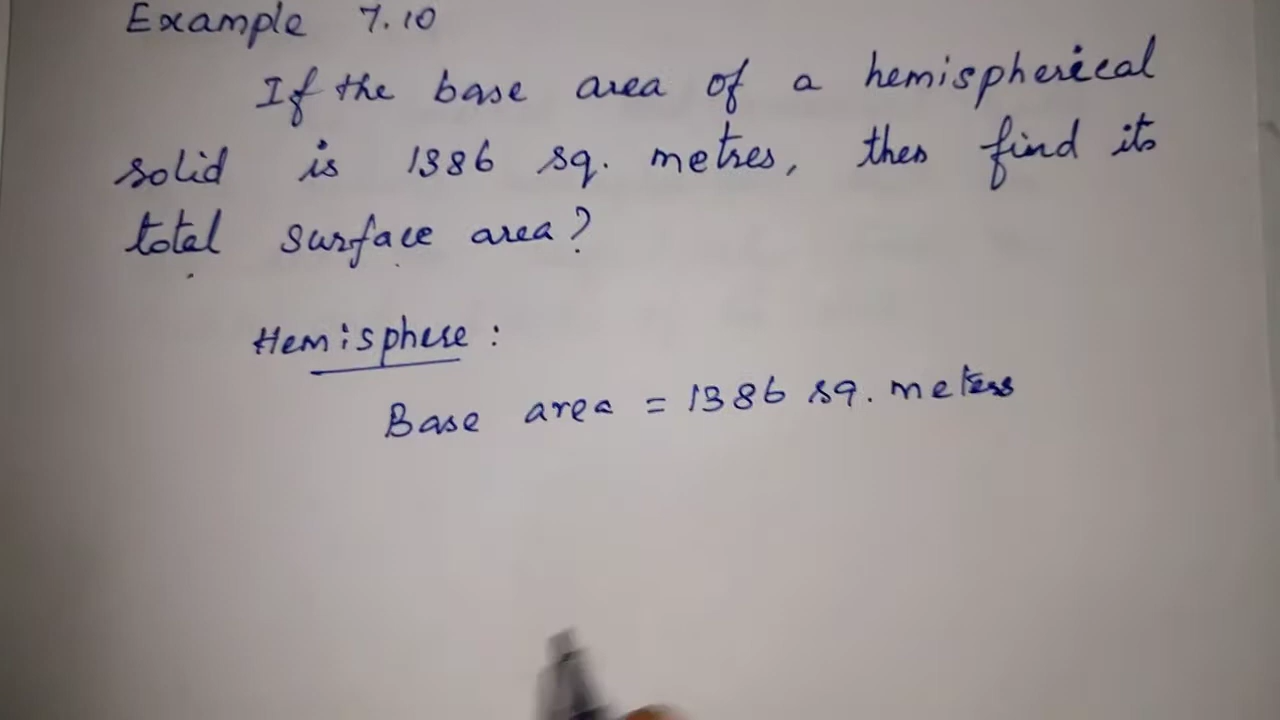 Example 7.10
If the base area of a hemispherical
solid is 1386 sq. metres, then find its
total surface area?
Hemisphere:
Base area = 1386 sq. meters